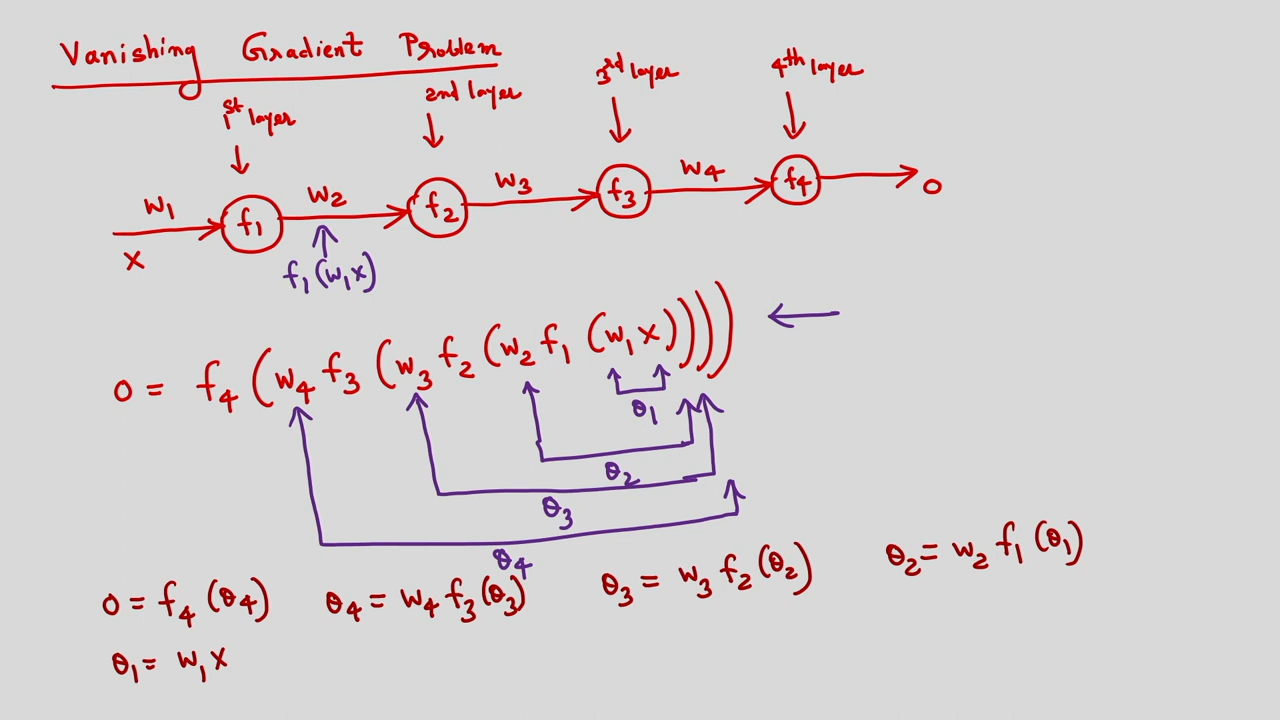 Vanishing Gradient Problem
1st layer 2nd layer 3rd layer 4th layer
w1 w2 w3 w4
f1 f2 f3 f4
x o
f1(w1x)
o = f4(w4f3(w3f2(w2f1(w1x))))
θ1
θ2
θ3
θ4
o = f4(θ4) θ4 = w4f3(θ3) θ3 = w3f2(θ2) θ2 = w2f1(θ1)
θ1 = w1x